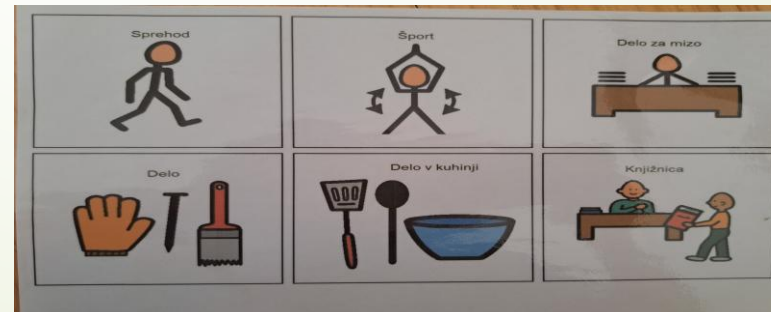 Sprehod
Šport
Delo za mizo
Delo
Delo v kuhinji
Knjižnica